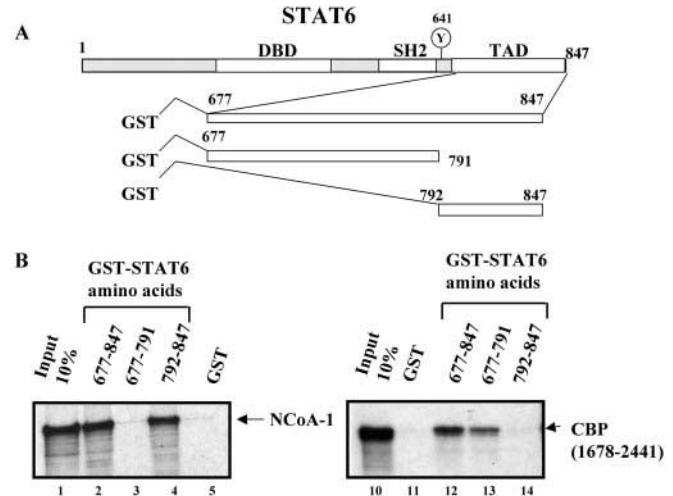 STAT6
A
641
Y
1
DBD
SH2
TAD
847
677
847
GST
677
GST
791
792
847
GST
B
GST-STAT6
amino acids
Input
10%
677-847
677-791
792-847
GST
NCoA-1
1
2
3
4
5
GST-STAT6
amino acids
Input
10%
GST
677-847
677-791
792-847
CBP
(1678-2441)
10
11
12
13
14